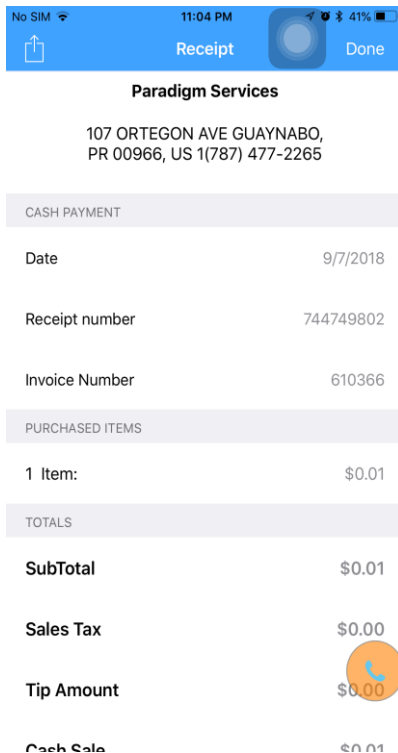 No SIM 11:04 PM 41%
Receipt Done
Paradigm Services
107 ORTEGON AVE GUAYNABO,
PR 00966, US 1(787) 477-2265
CASH PAYMENT
Date 9/7/2018
Receipt number 744749802
Invoice Number 610366
PURCHASED ITEMS
1 Item: $0.01
TOTALS
SubTotal $0.01
Sales Tax $0.00
Tip Amount $0.00
Cash Sale $0.01